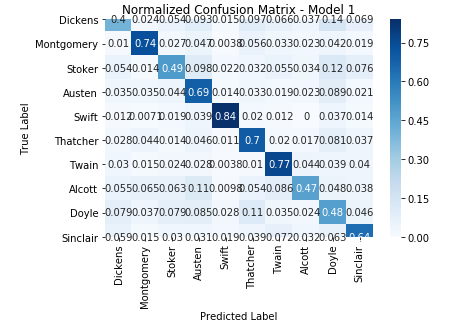 Normalized Confusion Matrix - Model 1
True Label
Dickens 0.4 0.024 0.054 0.093 0.015 0.097 0.066 0.037 0.14 0.069
Montgomery 0.01 0.74 0.027 0.047 0.0038 0.056 0.033 0.023 0.042 0.019
Stoker 0.054 0.014 0.49 0.098 0.022 0.032 0.055 0.034 0.12 0.076
Austen 0.035 0.035 0.044 0.69 0.014 0.033 0.019 0.023 0.089 0.021
Swift 0.012 0.0071 0.019 0.039 0.84 0.02 0.012 0 0.037 0.014
Thatcher 0.028 0.044 0.014 0.046 0.011 0.7 0.02 0.017 0.081 0.037
Twain 0.03 0.015 0.024 0.028 0.0038 0.01 0.77 0.044 0.039 0.04
Alcott 0.055 0.065 0.063 0.11 0.0098 0.054 0.086 0.47 0.048 0.038
Doyle 0.079 0.037 0.079 0.085 0.028 0.11 0.035 0.024 0.48 0.046
Sinclair 0.059 0.015 0.03 0.031 0.019 0.039 0.072 0.032 0.063 0.64
Dickens Montgomery Stoker Austen Swift Thatcher Twain Alcott Doyle Sinclair
Predicted Label
0.75
0.60
0.45
0.30
0.15
0.00